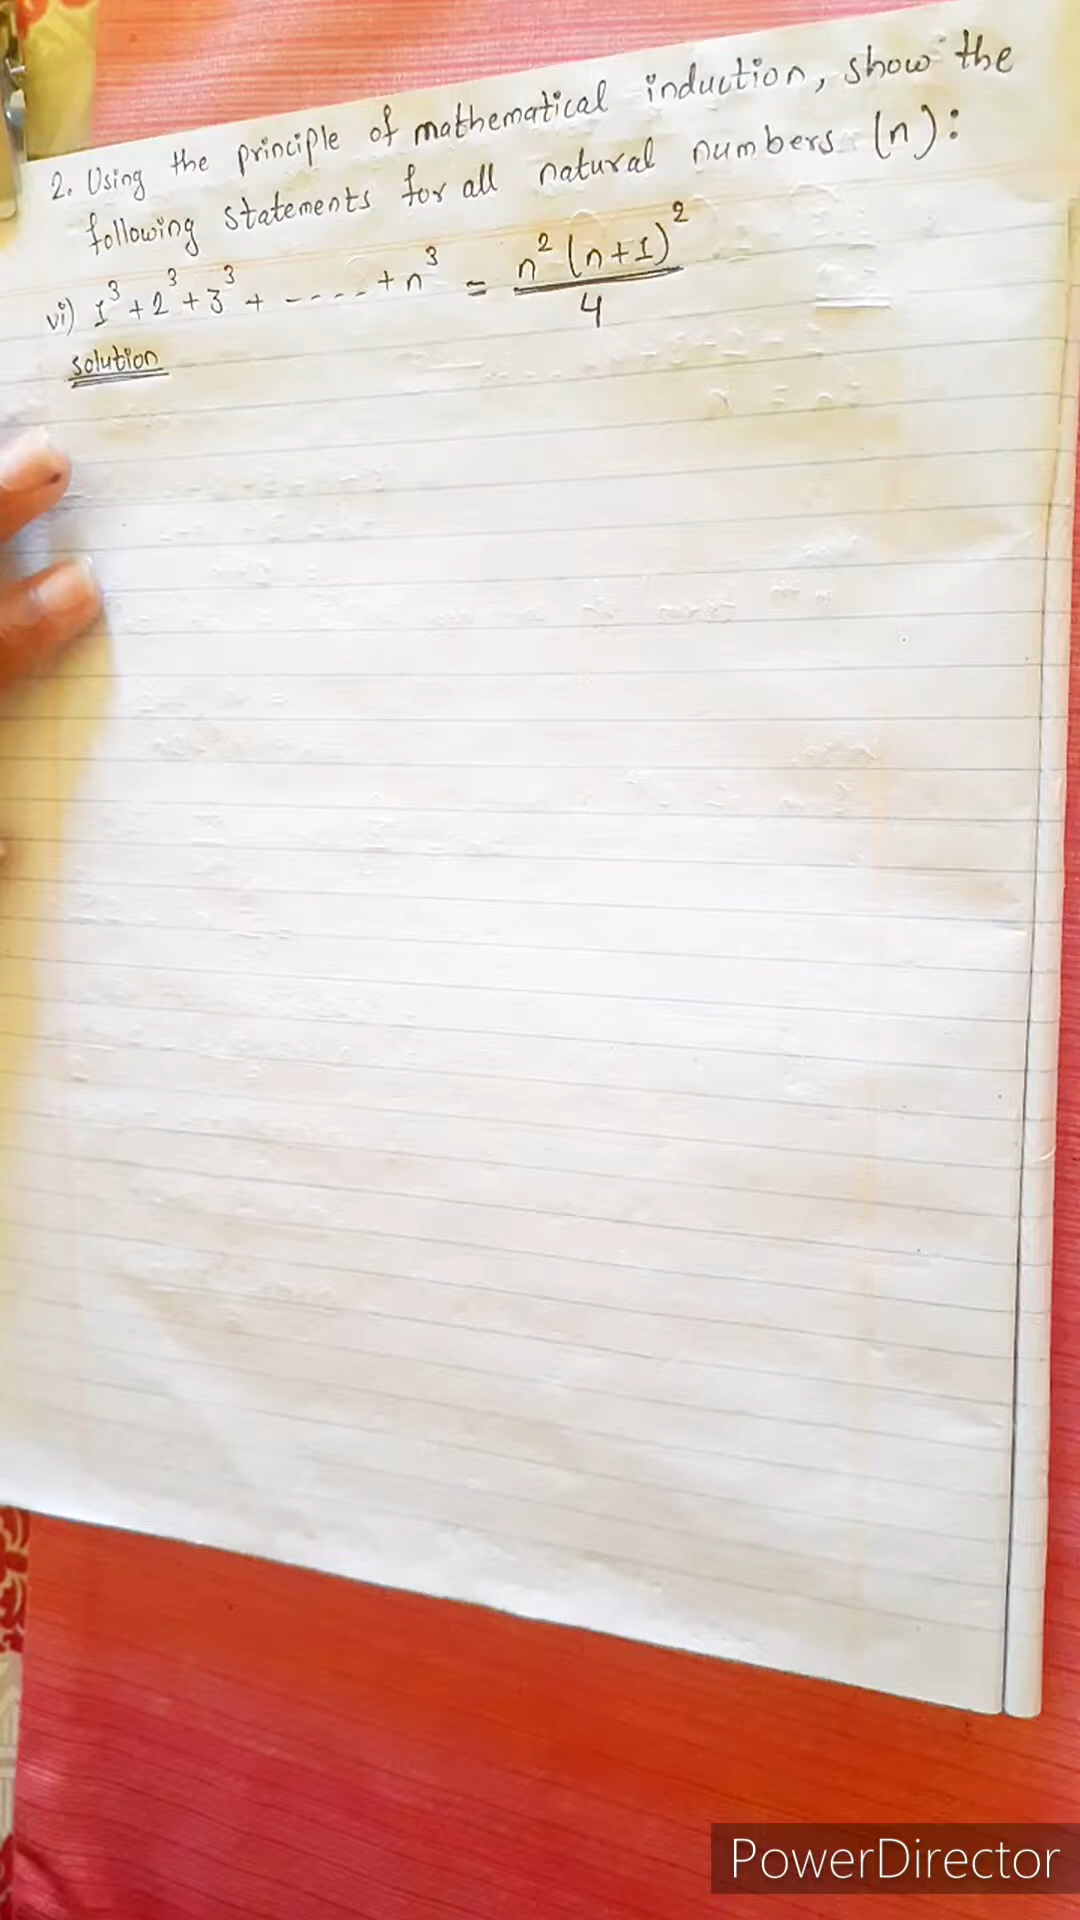 2. Using the principle of mathematical induction, show the
following statements for all natural numbers (n):
vi) 1³ + 2³ + 3³ + ----- + n³ = n²(n+1)²/4
solution
PowerDirector